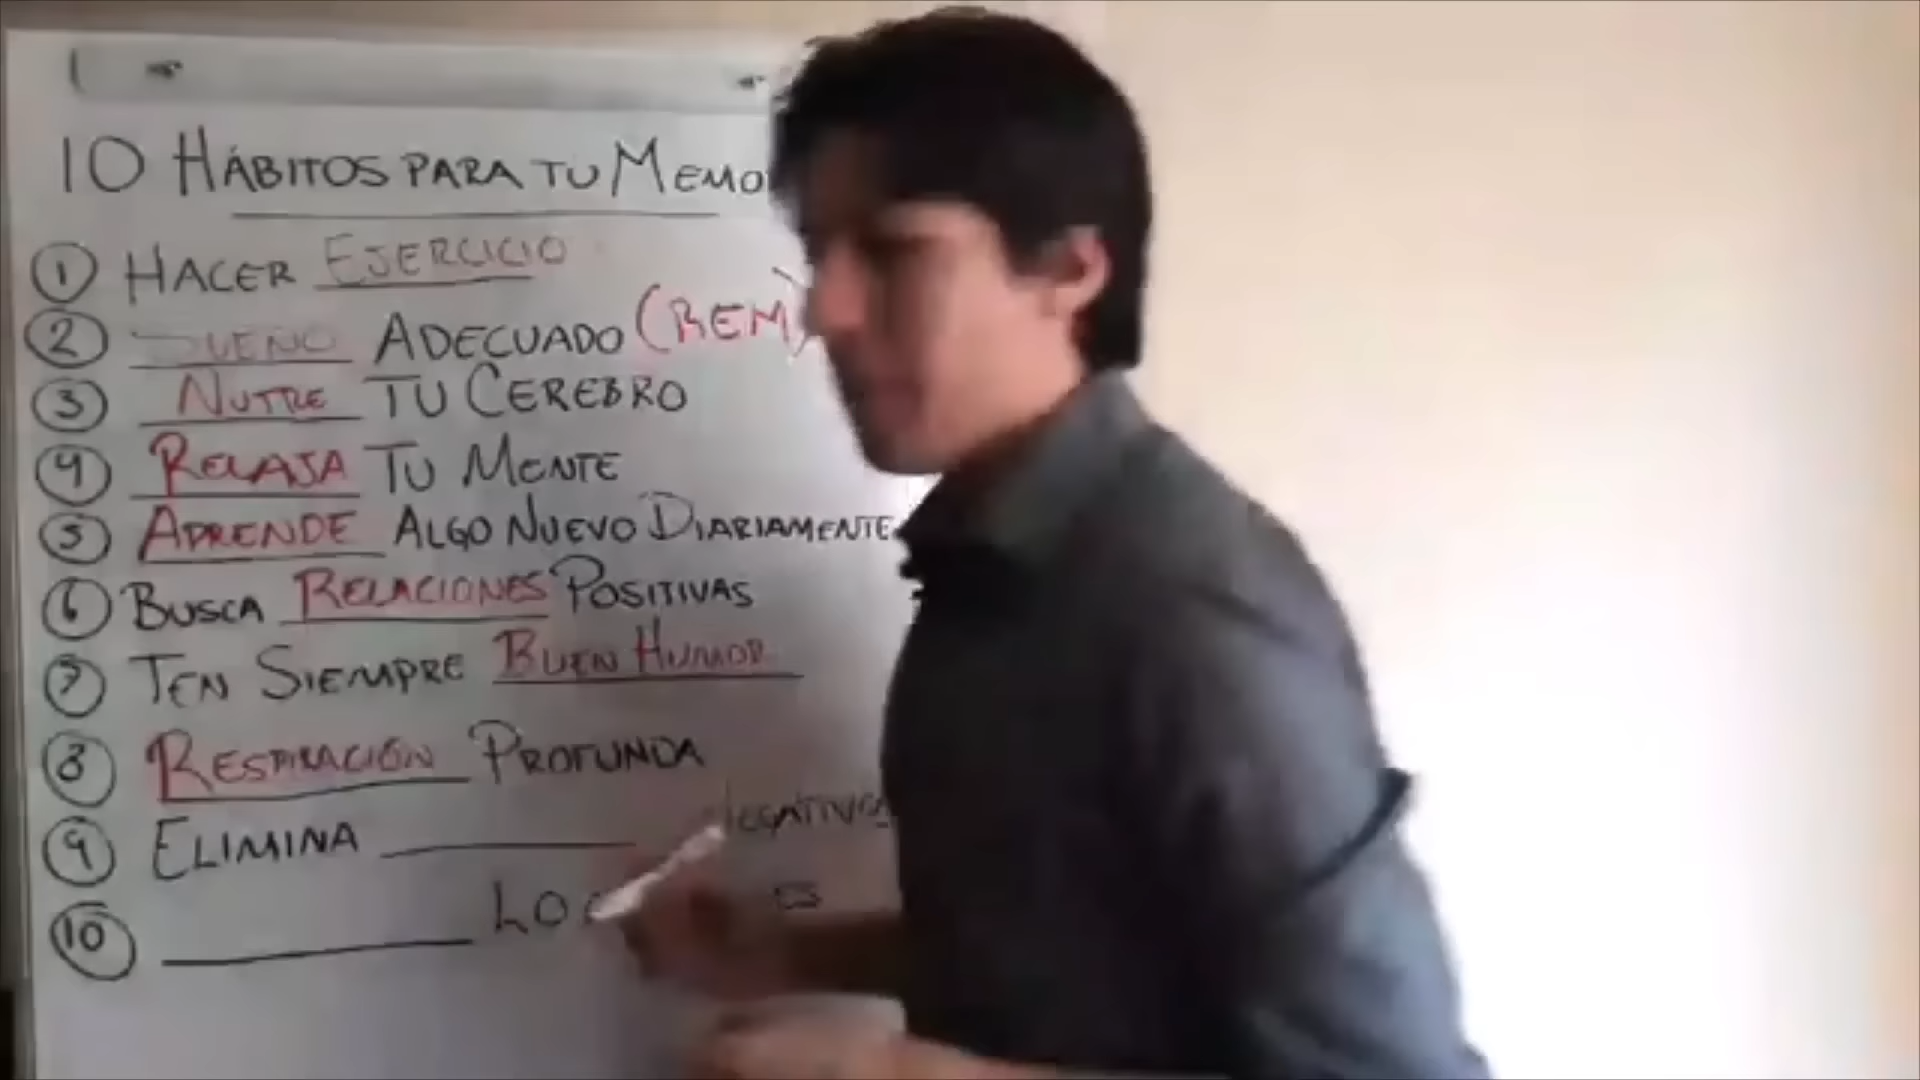 10 HÁBITOS PARA TU MEMO
1 HACER EJERCICIO
2 SUEÑO ADECUADO (REM)
3 NUTRE TU CEREBRO
4 RELAJA TU MENTE
5 APRENDE ALGO NUEVO DIARIAMENTE
6 BUSCA RELACIONES POSITIVAS
7 TEN SIEMPRE BUEN HUMOR
8 RESPIRACIÓN PROFUNDA
9 ELIMINA
10